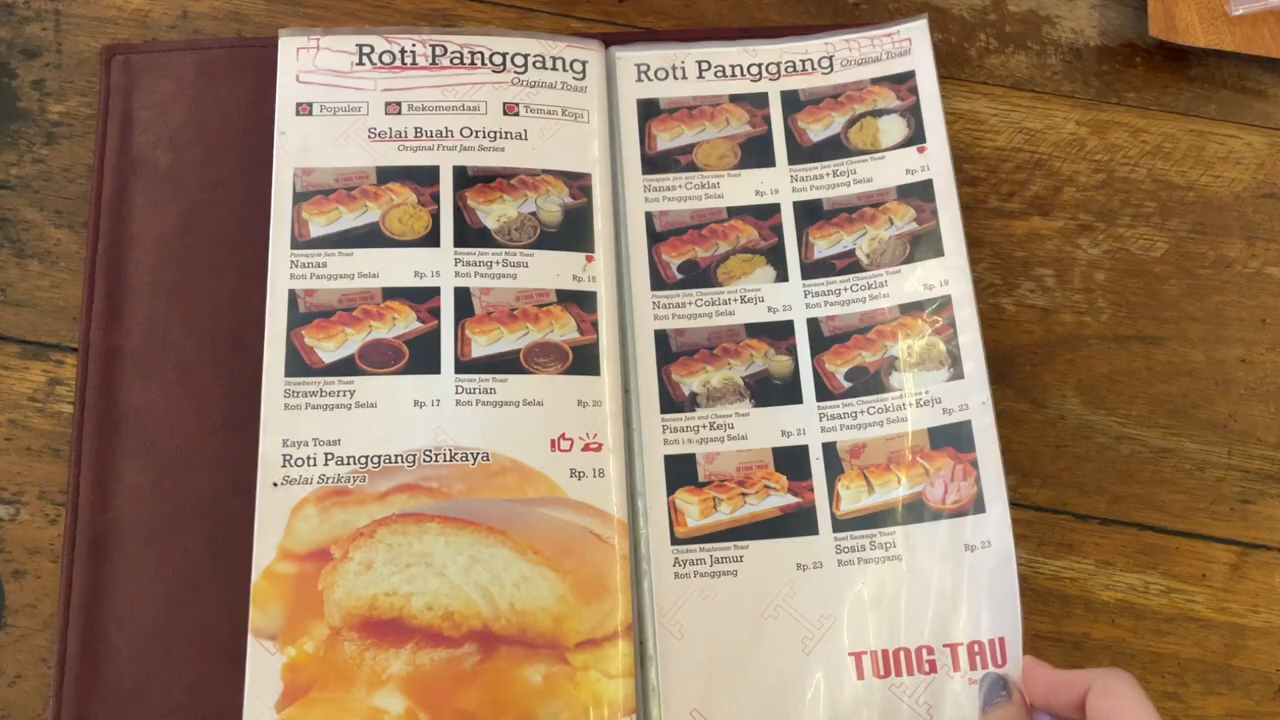 Roti Panggang
Original Toast
Populer
Rekomendasi
Teman Kopi
Selai Buah Original
Original Fruit Jam Series
Pineapple Jam Toast
Nanas
Roti Panggang Selai
Rp. 15
Banana Jam and Milk Toast
Pisang+Susu
Roti Panggang
Rp. 18
Strawberry Jam Toast
Strawberry
Roti Panggang Selai
Rp. 17
Durian Jam Toast
Durian
Roti Panggang Selai
Rp. 20
Kaya Toast
Roti Panggang Srikaya
Selai Srikaya
Rp. 18
Roti Panggang
Original Toast
Pineapple Jam and Chocolate Toast
Nanas+Coklat
Roti Panggang Selai
Rp. 19
Pineapple Jam and Cheese Toast
Nanas+Keju
Roti Panggang Selai
Rp. 21
Pineapple Jam, Chocolate and Cheese
Nanas+Coklat+Keju
Roti Panggang Selai
Rp. 23
Banana Jam and Chocolate Toast
Pisang+Coklat
Roti Panggang Selai
Rp. 19
Banana Jam and Cheese Toast
Pisang+Keju
Roti Panggang Selai
Rp. 21
Banana Jam, Chocolate and Cheese
Pisang+Coklat+Keju
Roti Panggang Selai
Rp. 23
Chicken Mushroom Toast
Ayam Jamur
Roti Panggang
Rp. 23
Beef Sausage Toast
Sosis Sapi
Roti Panggang
Rp. 23
TUNG TAU